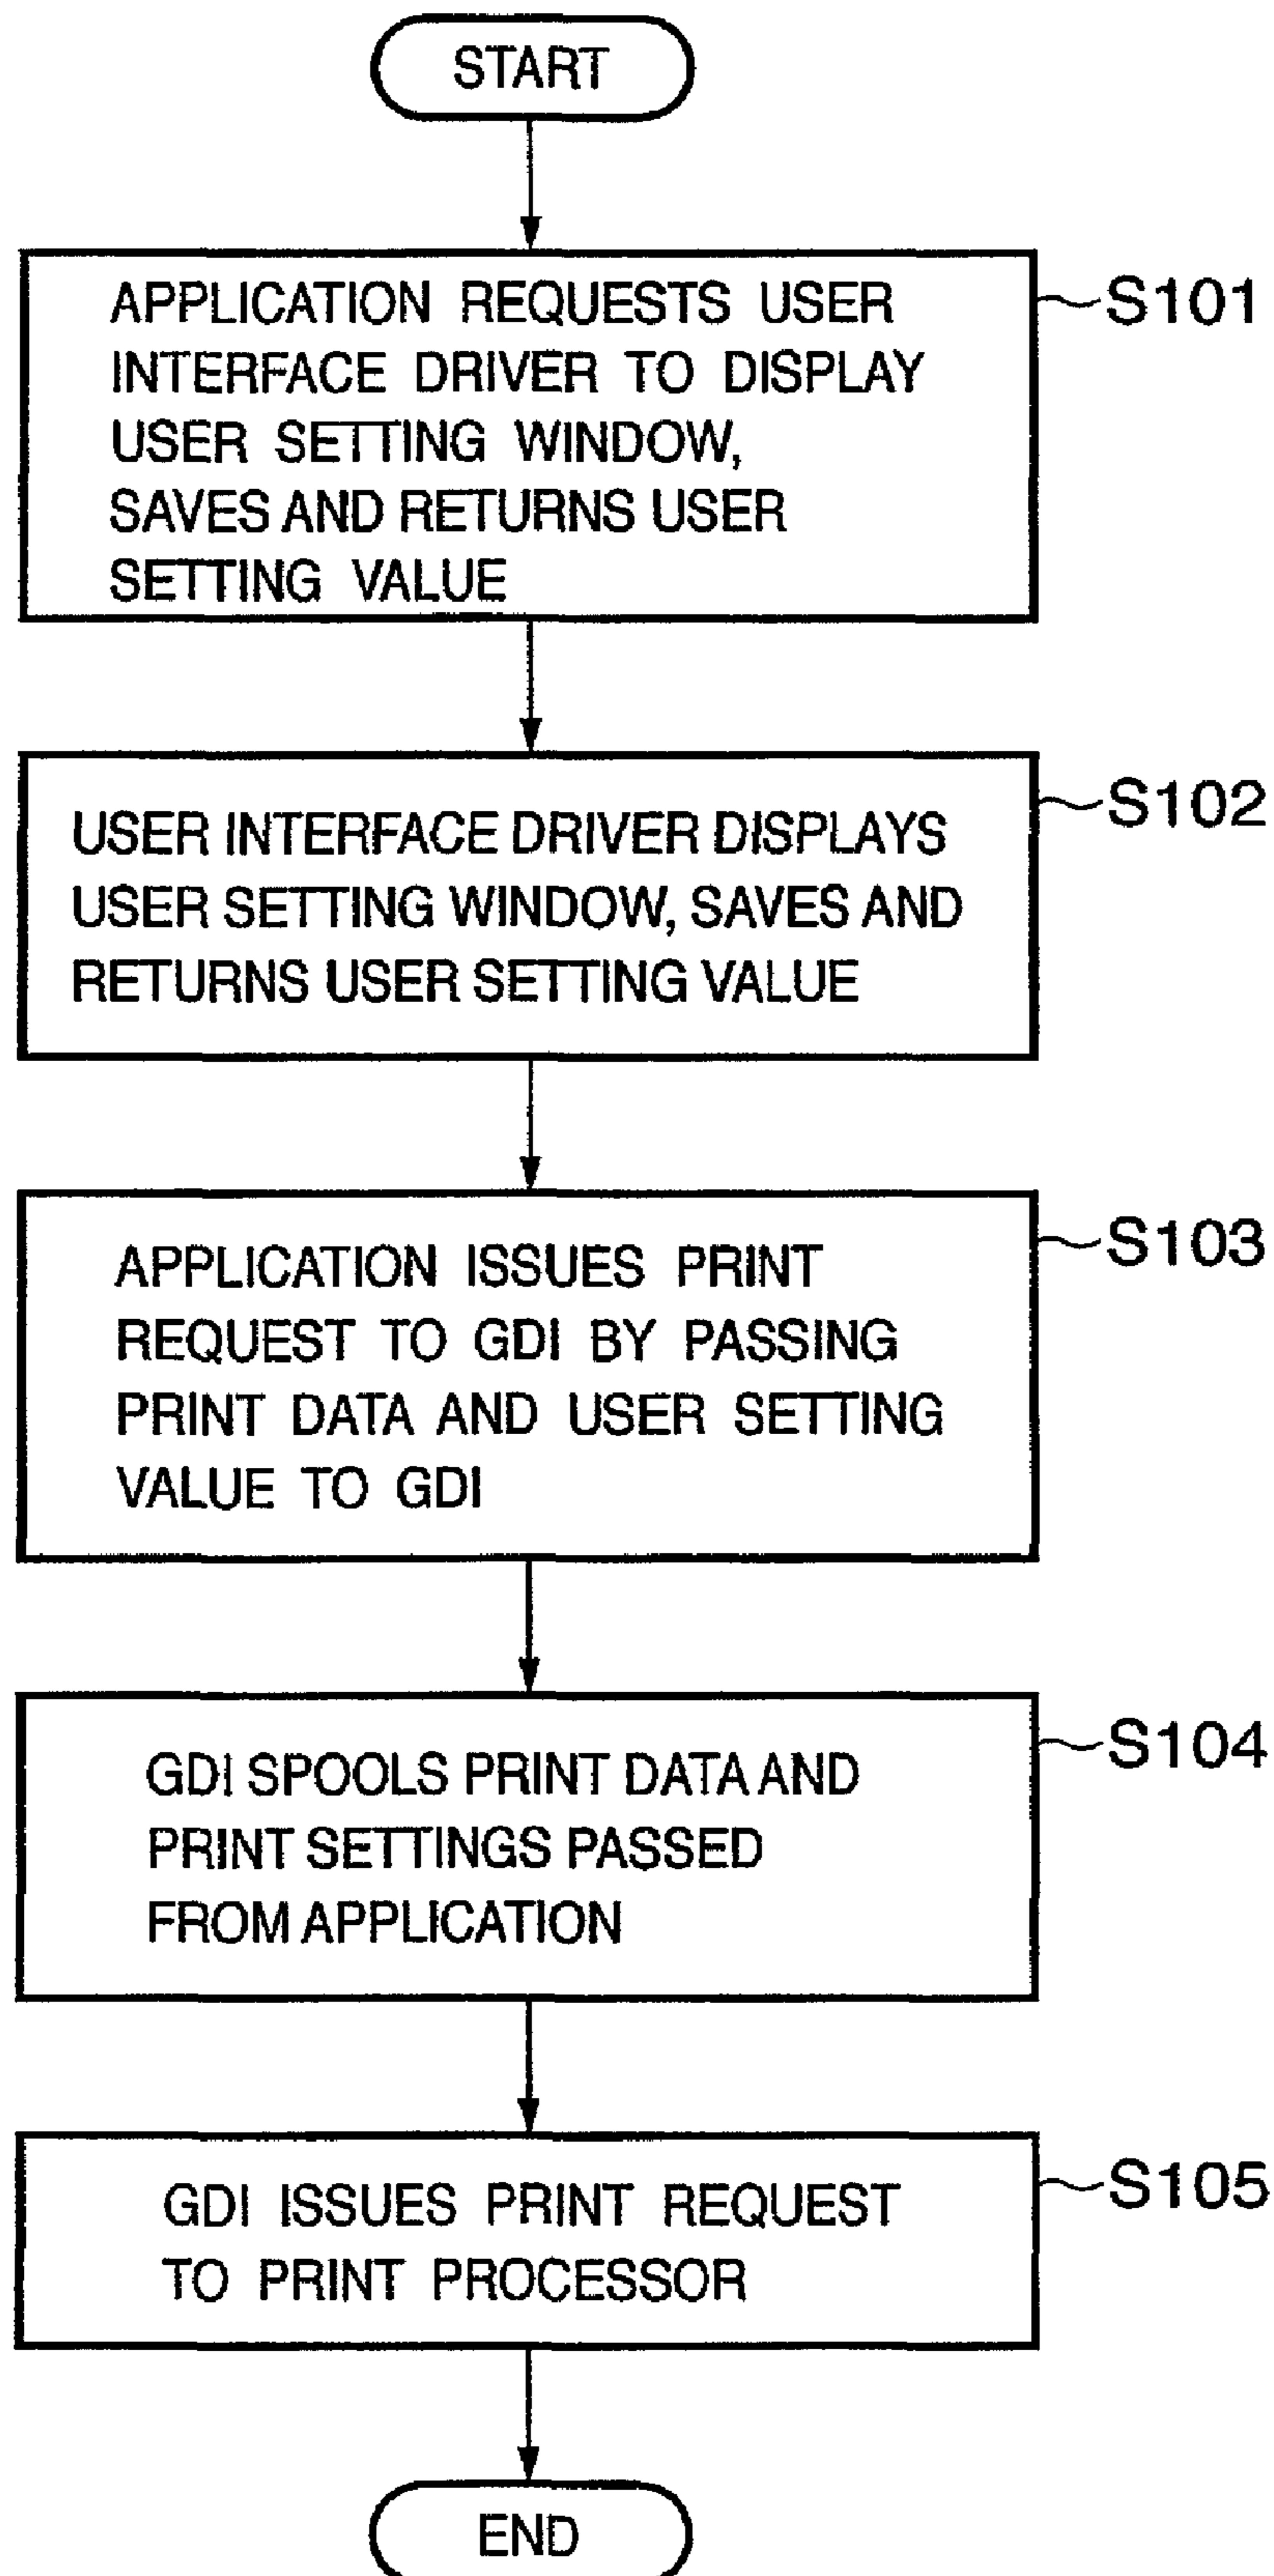 START
APPLICATION REQUESTS USER
INTERFACE DRIVER TO DISPLAY
USER SETTING WINDOW,
SAVES AND RETURNS USER
SETTING VALUE
S101
USER INTERFACE DRIVER DISPLAYS
USER SETTING WINDOW, SAVES AND
RETURNS USER SETTING VALUE
S102
APPLICATION ISSUES PRINT
REQUEST TO GDI BY PASSING
PRINT DATA AND USER SETTING
VALUE TO GDI
S103
GDI SPOOLS PRINT DATA AND
PRINT SETTINGS PASSED
FROM APPLICATION
S104
GDI ISSUES PRINT REQUEST
TO PRINT PROCESSOR
S105
END